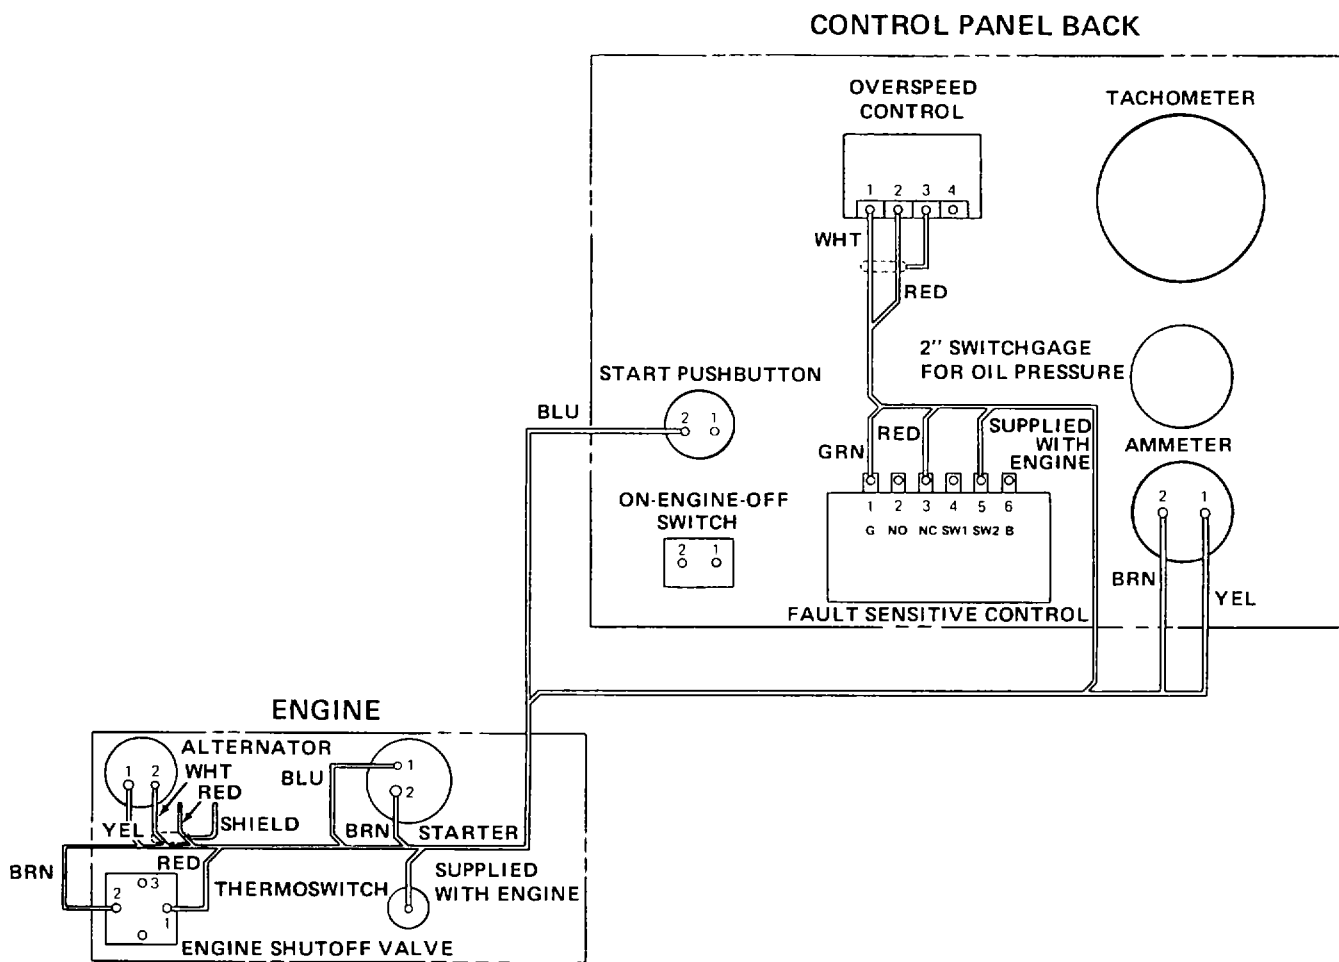 CONTROL PANEL BACK
OVERSPEED
CONTROL
1 2 3 4
WHT
RED
TACHOMETER
2" SWITCHGAGE
FOR OIL PRESSURE
START PUSHBUTTON
2 1
BLU
GRN
RED
SUPPLIED
WITH
ENGINE
AMMETER
2 1
BRN
YEL
ON-ENGINE-OFF
SWITCH
2 1
1 2 3 4 5 6
G NO NC SW1 SW2 B
FAULT SENSITIVE CONTROL
ENGINE
ALTERNATOR
1 2
WHT
RED
SHIELD
YEL
BLU
1
2
BRN
STARTER
BRN
RED
2
3
1
THERMOSWITCH
SUPPLIED
WITH ENGINE
ENGINE SHUTOFF VALVE